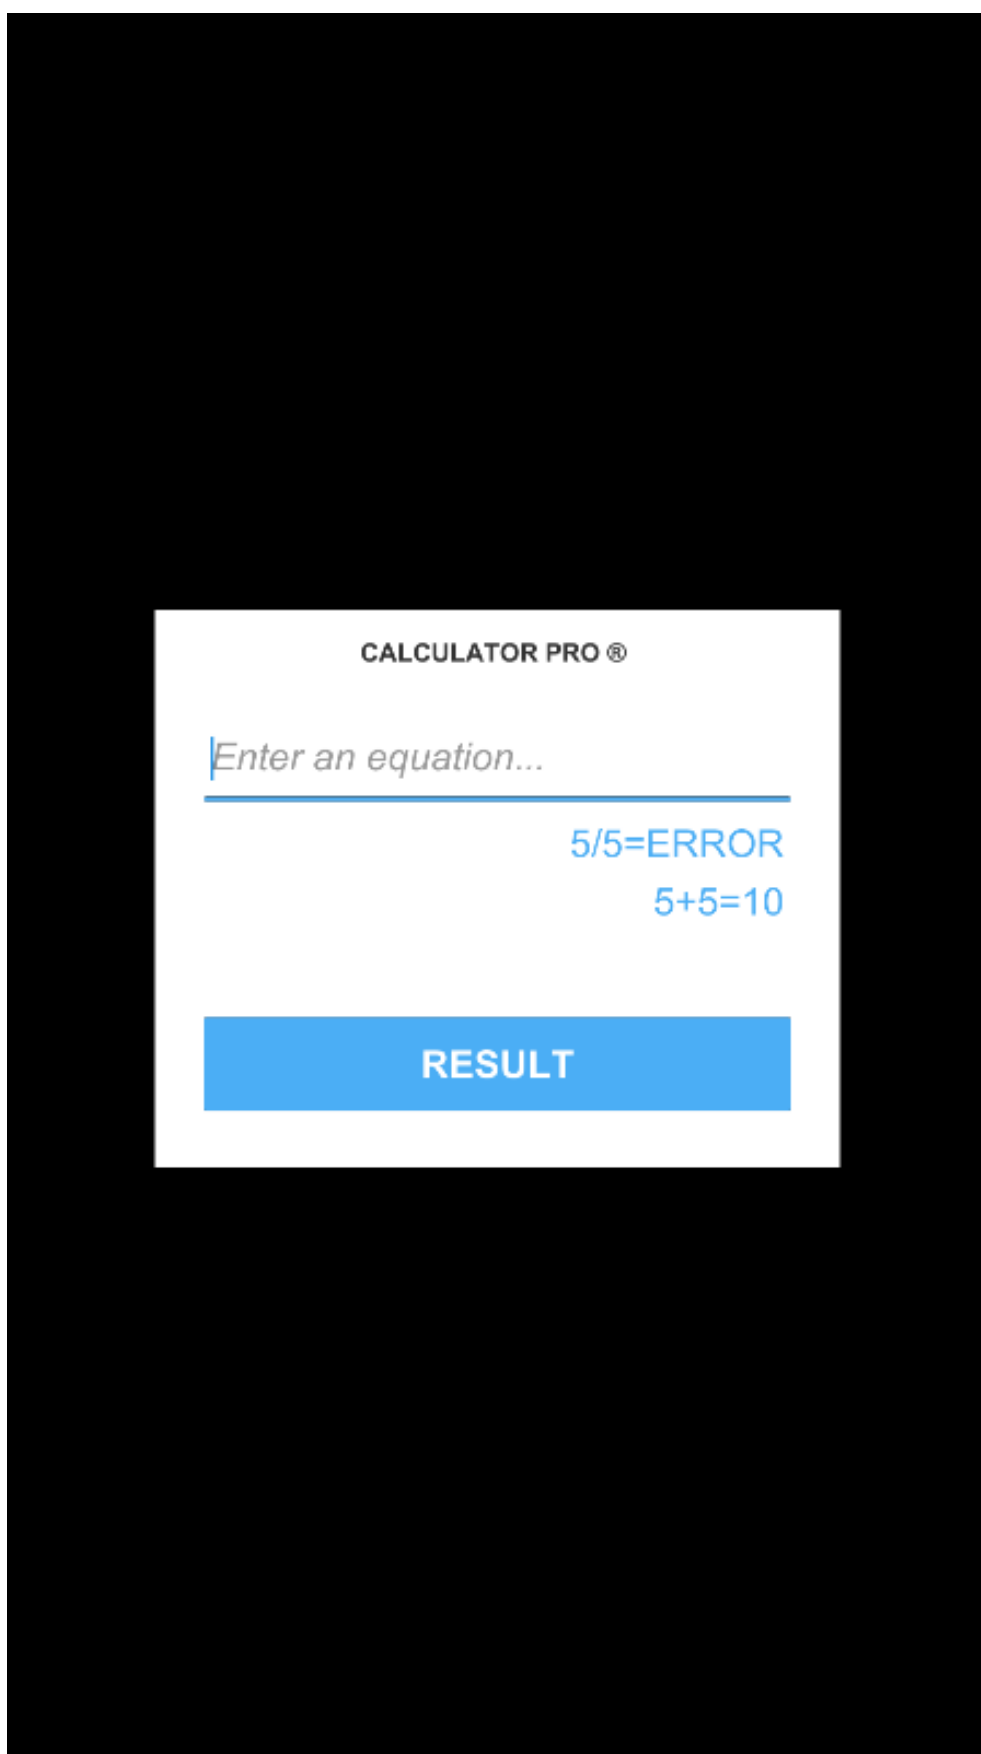 CALCULATOR PRO ®
Enter an equation...
5/5=ERROR
5+5=10
RESULT